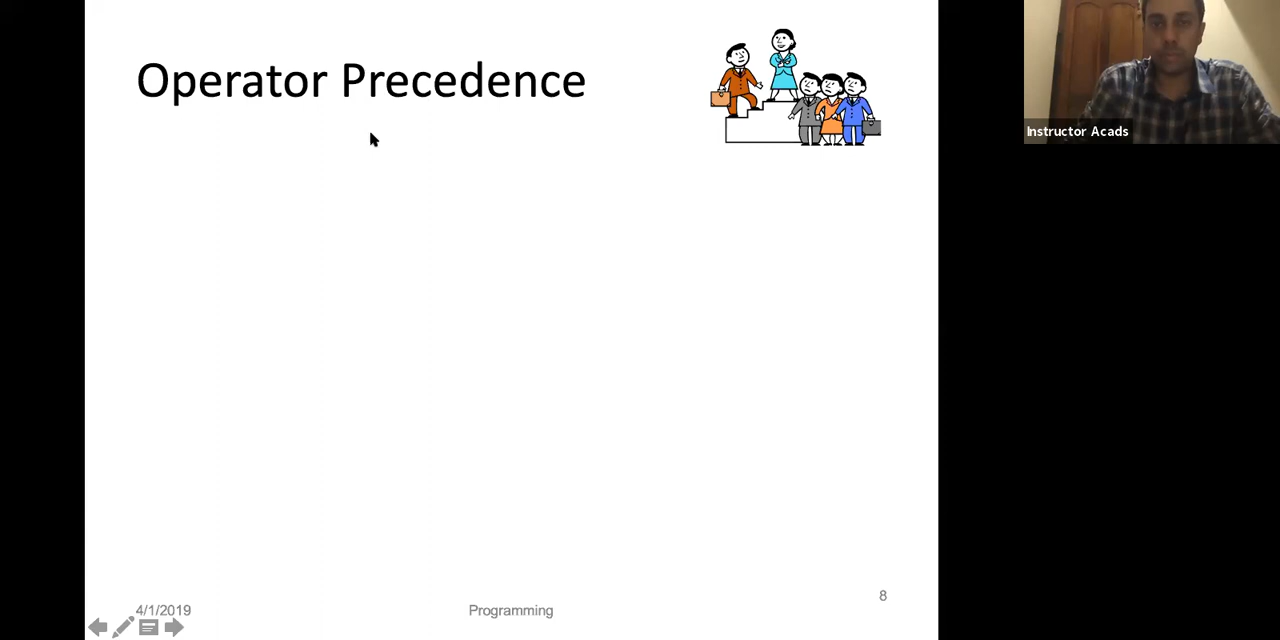 Operator Precedence
Instructor Acads
8
4/1/2019
Programming